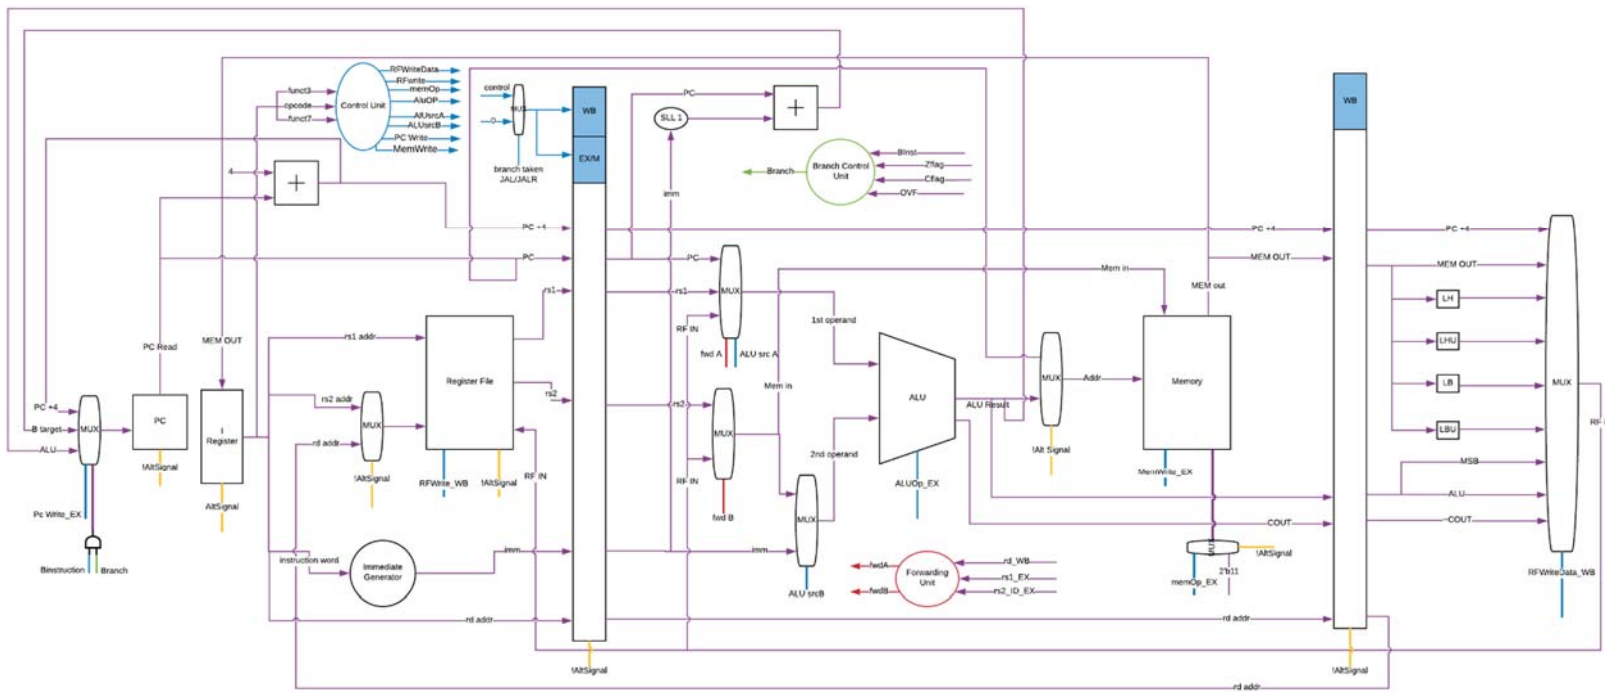 RFWriteData
RFwrite
memOp
AluOP
AlUsrcA
ALUsrcB
PC Write
MemWrite
funct3
opcode
funct7
Control Unit
control
0
MUX
branch taken
JAL/JALR
WB
EX/M
PC
SLL 1
+
imm
Branch
Branch Control
Unit
BInst
Zflag
Cflag
OVF
WB
4
+
PC +4
PC
PC +4
PC
PC +4
PC +4
MEM OUT
MEM OUT
Mem in
MEM out
rs1
rs1
MUX
RF IN
fwd A
ALU src A
1st operand
LH
LHU
LB
LBU
MUX
PC Read
MEM OUT
rs1 addr
rs2 addr
rd addr
MUX
!AltSignal
Register File
rs2
rs2
MUX
RF IN
fwd B
Mem in
2nd operand
ALU
ALU Result
ALUOp_EX
MUX
!Alt Signal
Addr
Memory
MemWrite_EX
PC +4
B target
ALU
MUX
PC
!AltSignal
I
Register
AltSignal
Pc Write_EX
Binstruction
Branch
RFWrite_WB
!AltSignal
RF IN
MUX
ALU srcB
MSB
ALU
COUT
COUT
instruction word
Immediate
Generator
imm
imm
fwdA
fwdB
Forwarding
Unit
rd_WB
rs1_EX
rs2_ID_EX
MUX
!AltSignal
memOp_EX
2'b11
RFWriteData_WB
rd addr
rd addr
!AltSignal
!AltSignal
rd addr